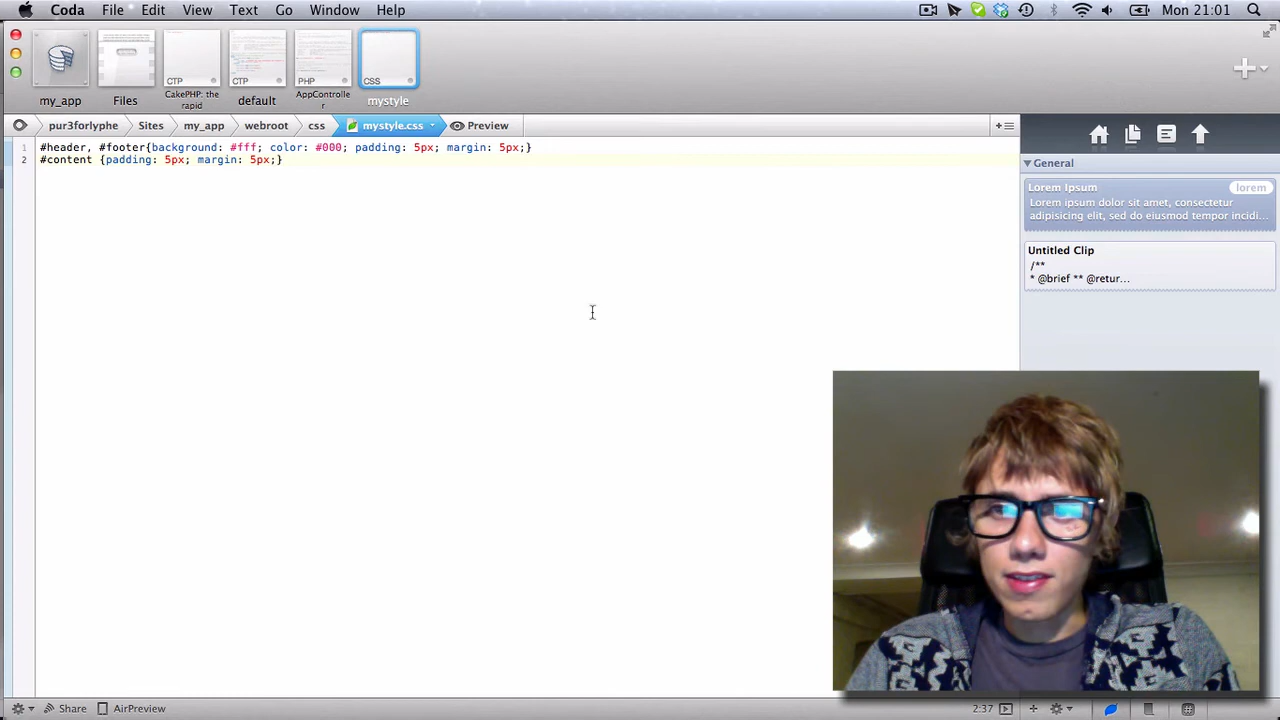 Coda File Edit View Text Go Window Help Mon 21:01
CTP CTP PHP CSS
my_app Files CakePHP: the rapid default AppController mystyle
pur3forlyphe Sites my_app webroot css mystyle.css Preview
1 #header, #footer{background: #fff; color: #000; padding: 5px; margin: 5px;}
2 #content {padding: 5px; margin: 5px;}
General
Lorem Ipsum lorem
Lorem ipsum dolor sit amet, consectetur
adipisicing elit, sed do eiusmod tempor incidi...
Untitled Clip
/**
* @brief ** @retur...
Share AirPreview 2:37